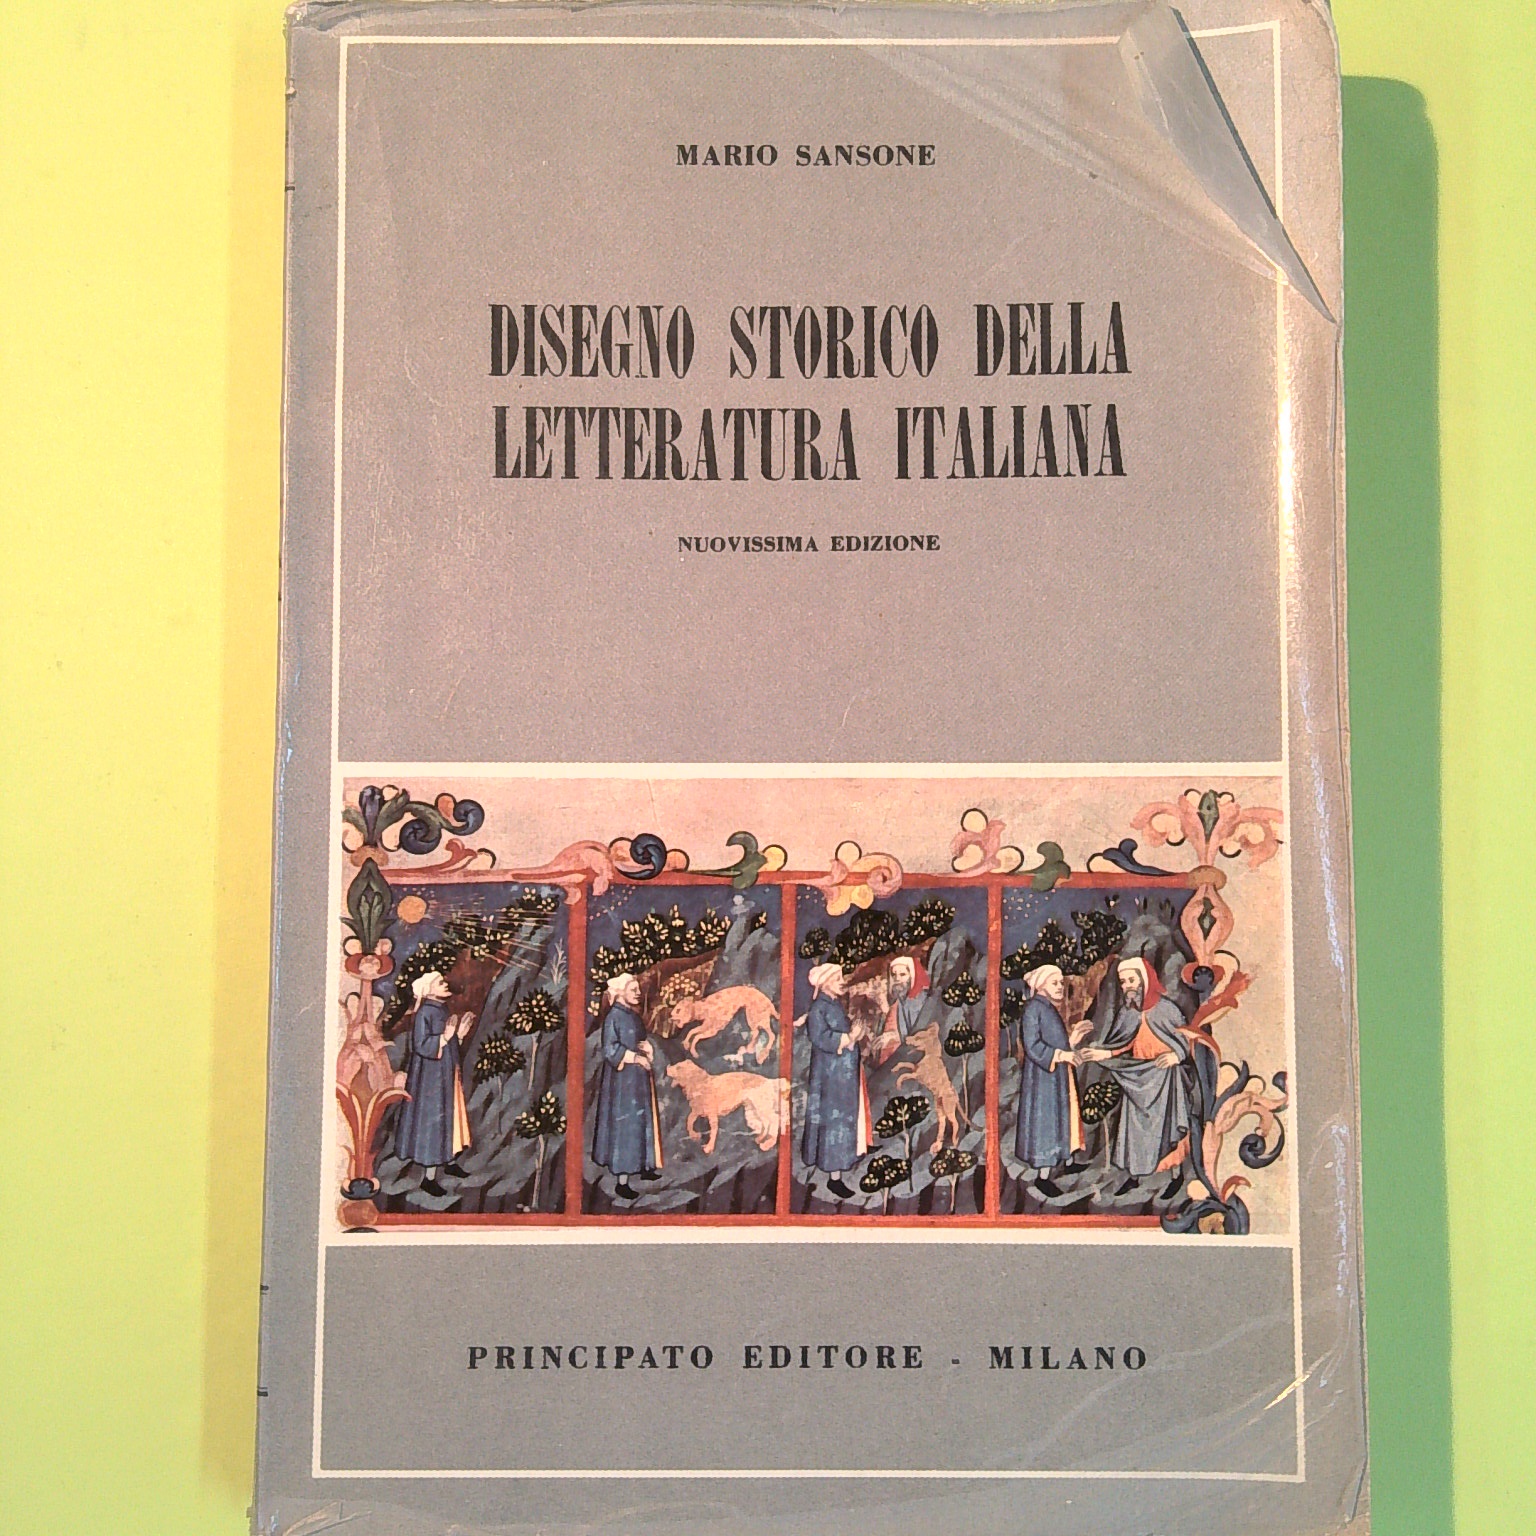 MARIO SANSONE
DISEGNO STORICO DELLA
LETTERATURA ITALIANA
NUOVISSIMA EDIZIONE
PRINCIPATO EDITORE - MILANO